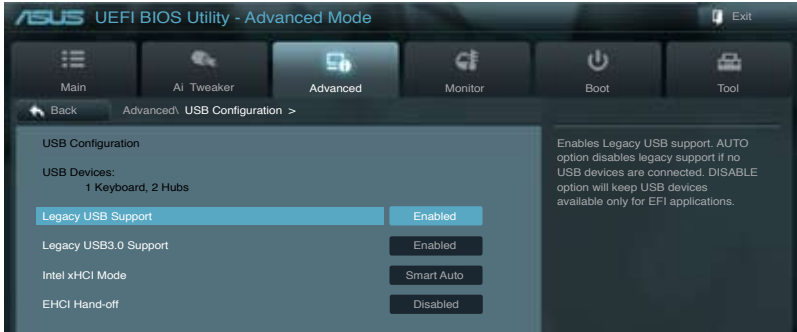 ASUS UEFI BIOS Utility - Advanced Mode
Exit
Main
Ai Tweaker
Advanced
Monitor
Boot
Tool
Back
Advanced\ USB Configuration >
USB Configuration
USB Devices:
1 Keyboard, 2 Hubs
Legacy USB Support Enabled
Legacy USB3.0 Support Enabled
Intel xHCI Mode Smart Auto
EHCI Hand-off Disabled
Enables Legacy USB support. AUTO
option disables legacy support if no
USB devices are connected. DISABLE
option will keep USB devices
available only for EFI applications.